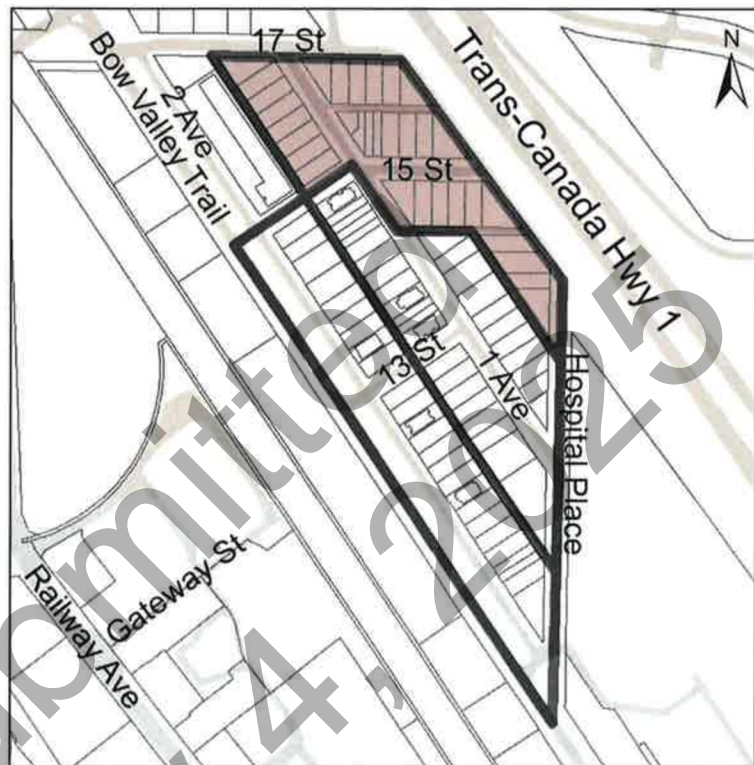 17 St
N
Bow Valley Trail
2 Ave
Trans-Canada Hwy 1
15 St
13 St
1 Ave
Hospital Place
Gateway St
Railway Ave
bmitted
4, 2025